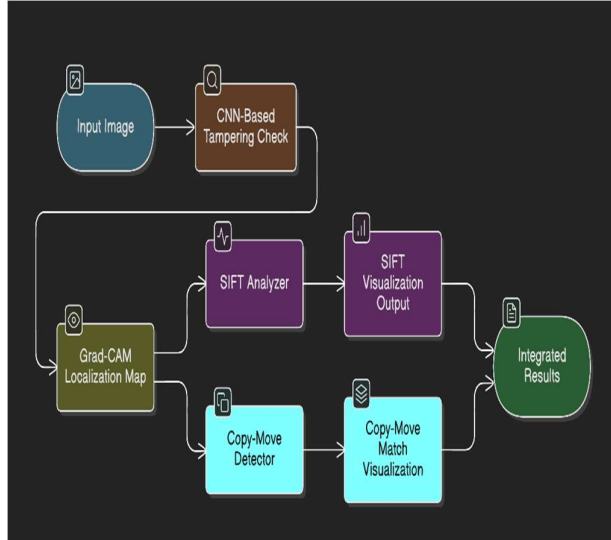 Input Image
CNN-Based
Tampering Check
SIFT Analyzer
SIFT
Visualization
Output
Grad-CAM
Localization Map
Integrated
Results
Copy-Move
Detector
Copy-Move
Match
Visualization